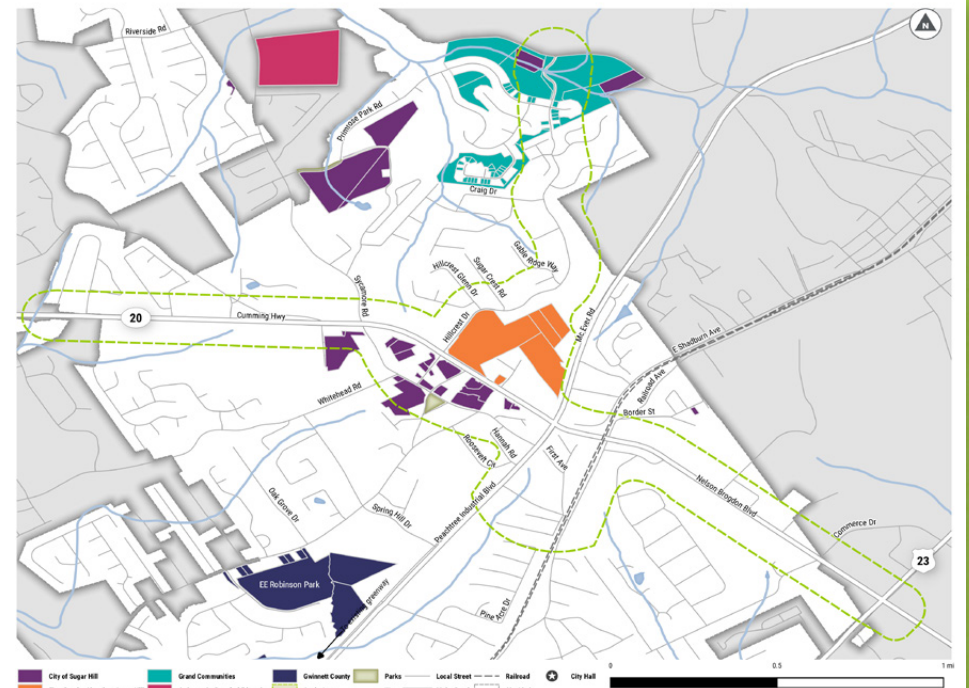 N
Riverside Rd
Primrose Park Rd
Craig Dr
Gable Ridge Way
Sugar Crest Rd
Hillcrest Glenn Dr
Sycamore Rd
20
Cumming Hwy
Hillcrest Dr
Mc Ever Rd
E Shadburn Ave
Railroad Ave
Whitehead Rd
Border St
Hannah Rd
Roosevelt Cir
First Ave
Nelson Brogdon Blvd
Oak Grove Dr
Spring Hill Dr
Peachtree Industrial Blvd
Commerce Dr
23
EE Robinson Park
greenway
Pine Acre Dr
0
0.5
1 mi
City of Sugar Hill
Grand Communities
Gwinnett County
Parks
Local Street
Railroad
City Hall